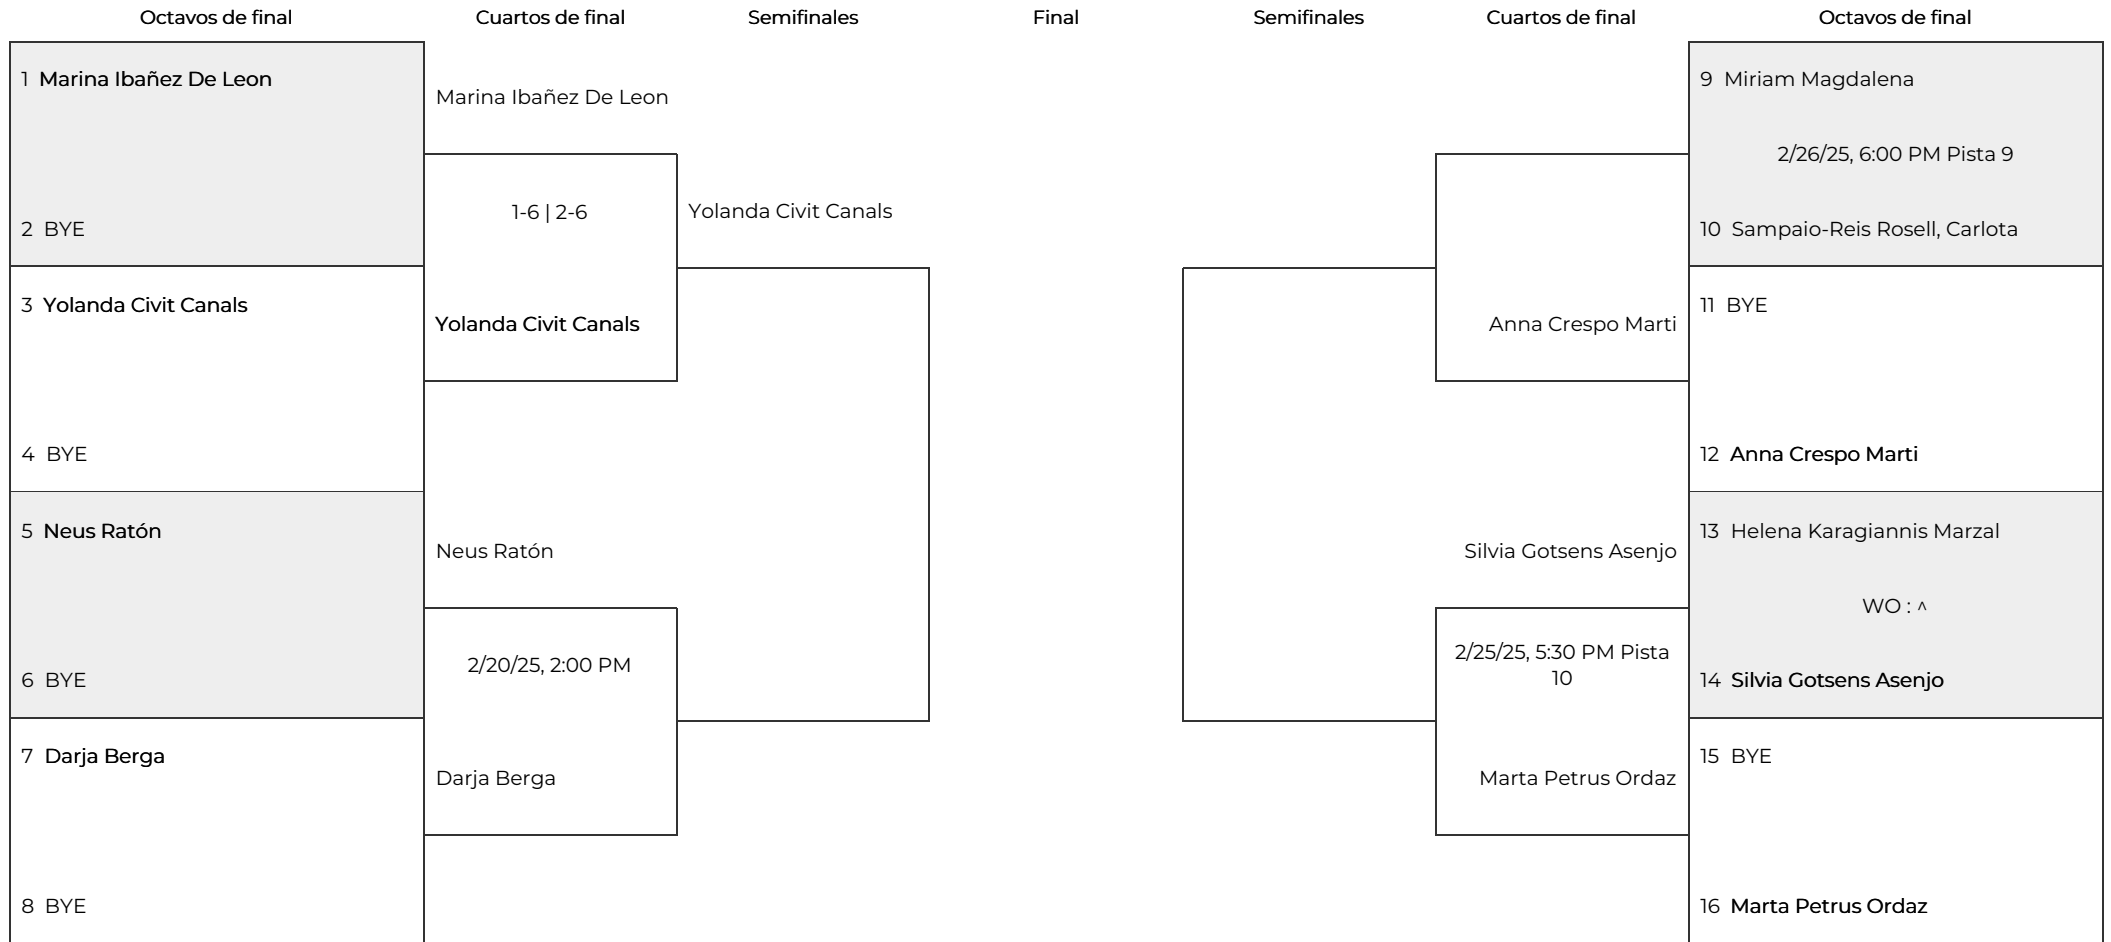 Octavos de final
Cuartos de final
Semifinales
Final
Semifinales
Cuartos de final
Octavos de final
1 Marina Ibañez De Leon
2 BYE
3 Yolanda Civit Canals
4 BYE
5 Neus Ratón
6 BYE
7 Darja Berga
8 BYE
Marina Ibañez De Leon
1-6 | 2-6
Yolanda Civit Canals
Neus Ratón
2/20/25, 2:00 PM
Darja Berga
Yolanda Civit Canals
Anna Crespo Marti
Silvia Gotsens Asenjo
2/25/25, 5:30 PM Pista
10
Marta Petrus Ordaz
9 Miriam Magdalena
2/26/25, 6:00 PM Pista 9
10 Sampaio-Reis Rosell, Carlota
11 BYE
12 Anna Crespo Marti
13 Helena Karagiannis Marzal
WO : ^
14 Silvia Gotsens Asenjo
15 BYE
16 Marta Petrus Ordaz